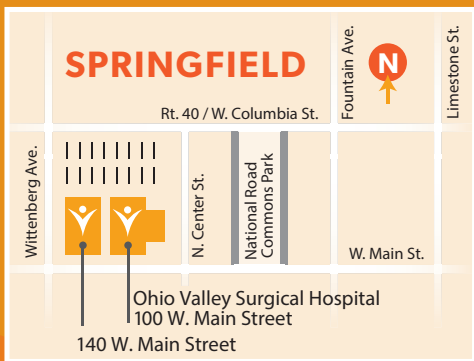 SPRINGFIELD
N
Fountain Ave.
Limestone St.
Rt. 40 / W. Columbia St.
Wittenberg Ave.
N. Center St.
National Road
Commons Park
W. Main St.
Ohio Valley Surgical Hospital
100 W. Main Street
140 W. Main Street